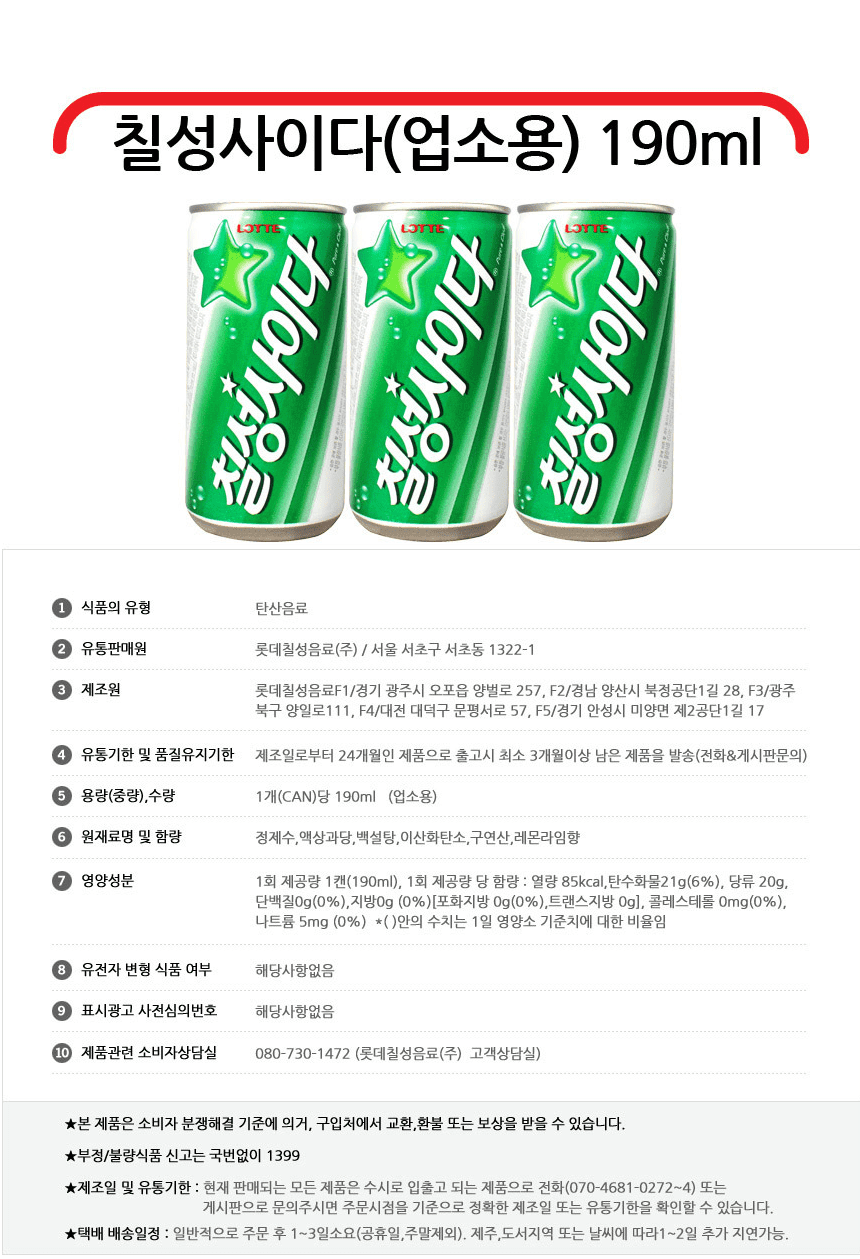 칠성사이다(업소용) 190ml
LOTTE LOTTE LOTTE
칠성사이다 칠성사이다 칠성사이다
1 식품의 유형 탄산음료
2 유통판매원 롯데칠성음료(주) / 서울 서초구 서초동 1322-1
3 제조원 롯데칠성음료F1/경기 광주시 오포읍 양벌로 257, F2/경남 양산시 북정공단1길 28, F3/광주
북구 양일로111, F4/대전 대덕구 문평서로 57, F5/경기 안성시 미양면 제2공단1길 17
4 유통기한 및 품질유지기한 제조일로부터 24개월인 제품으로 출고시 최소 3개월이상 남은 제품을 발송(전화&게시판문의)
5 용량(중량),수량 1개(CAN)당 190ml (업소용)
6 원재료명 및 함량 정제수,액상과당,백설탕,이산화탄소,구연산,레몬라임향
7 영양성분 1회 제공량 1캔(190ml), 1회 제공량 당 함량 : 열량 85kcal,탄수화물21g(6%), 당류 20g,
단백질0g(0%),지방0g (0%)[포화지방 0g(0%),트랜스지방 0g], 콜레스테롤 0mg(0%),
나트륨 5mg (0%) *( )안의 수치는 1일 영양소 기준치에 대한 비율임
8 유전자 변형 식품 여부 해당사항없음
9 표시광고 사전심의번호 해당사항없음
10 제품관련 소비자상담실 080-730-1472 (롯데칠성음료(주) 고객상담실)
★본 제품은 소비자 분쟁해결 기준에 의거, 구입처에서 교환,환불 또는 보상을 받을 수 있습니다.
★부정/불량식품 신고는 국번없이 1399
★제조일 및 유통기한 : 현재 판매되는 모든 제품은 수시로 입출고 되는 제품으로 전화(070-4681-0272~4) 또는
게시판으로 문의주시면 주문시점을 기준으로 정확한 제조일 또는 유통기한을 확인할 수 있습니다.
★택배 배송일정 : 일반적으로 주문 후 1~3일소요(공휴일,주말제외). 제주,도서지역 또는 날씨에 따라1~2일 추가 지연가능.